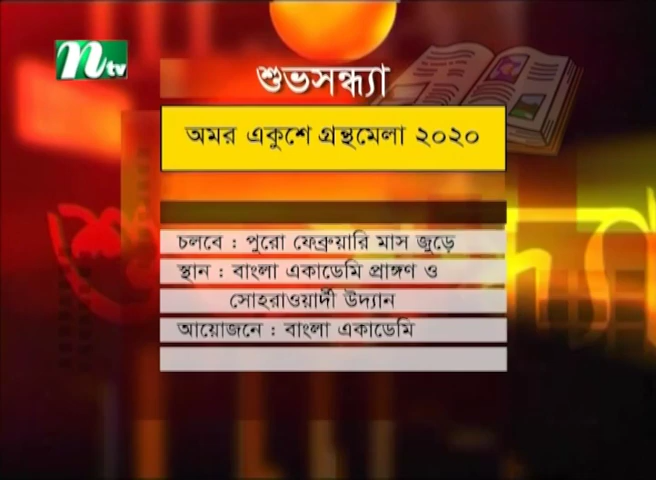 ntv
শুভসন্ধ্যা
অমর একুশে গ্রন্থমেলা ২০২০
চলবে : পুরো ফেব্রুয়ারি মাস জুড়ে
স্থান : বাংলা একাডেমি প্রাঙ্গণ ও
সোহরাওয়ার্দী উদ্যান
আয়োজনে : বাংলা একাডেমি